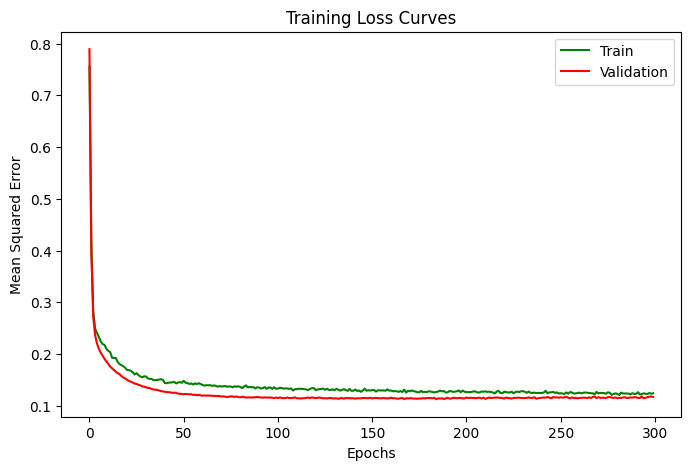 Training Loss Curves
Train
Validation
Mean Squared Error
0.8
0.7
0.6
0.5
0.4
0.3
0.2
0.1
0 50 100 150 200 250 300
Epochs